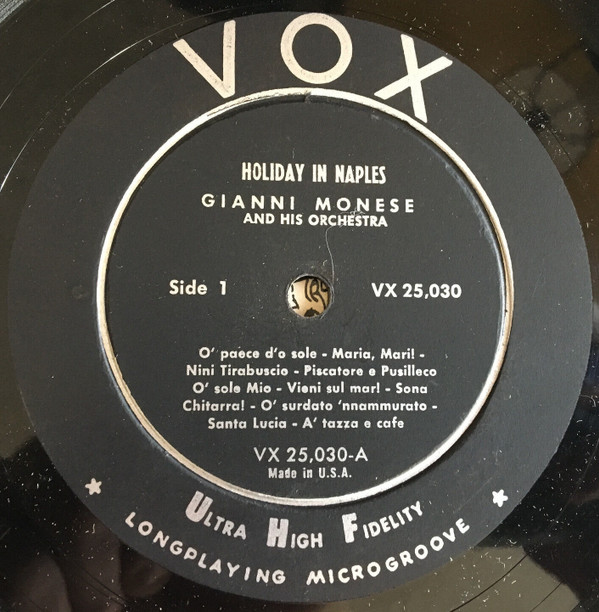 VOX
HOLIDAY IN NAPLES
GIANNI MONESE
AND HIS ORCHESTRA
Side 1
VX 25,030
O' paece d'o sole - Maria, Mari! -
Nini Tirabuscio - Piscatore e Pusilleco
O' sole Mio - Vieni sul mar! - Sona
Chitarra! - O' surdato 'nnammurato -
Santa Lucia - A' tazza e cafe
VX 25,030-A
Made in U.S.A.
ULTRA HIGH FIDELITY
LONGPLAYING MICROGROOVE